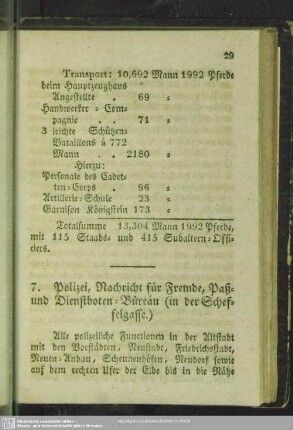 29
Transport: 10,692 Mann 1992 Pferde
beim Hauptzeughaus
Angestellte . 69 =
Handwerker = Com=
pagnie . . 71 =
3 leichte Schützen=
Bataillons á 772
Mann . . 2180 =
Hierzu:
Personale des Cadet=
ten=Corps . 96 =
Artillerie=Schule 23 =
Garnison Königstein 173 =
Totalsumme 13,304 Mann 1992 Pferde,
mit 115 Staabs= und 415 Subaltern=Offi=
ciers.
7. Polizei, Nachricht für Fremde, Paß=
und Dienstboten=Büreau (in der Schef=
felgasse.)
Alle polizeiliche Functionen in der Altstadt
mit den Vorstädten, Neustadt, Friedrichsstadt,
Neuen=Anbau, Scheunenhöfen, Neudorf sowie
auf dem rechten Ufer der Elbe bis in die Nähe